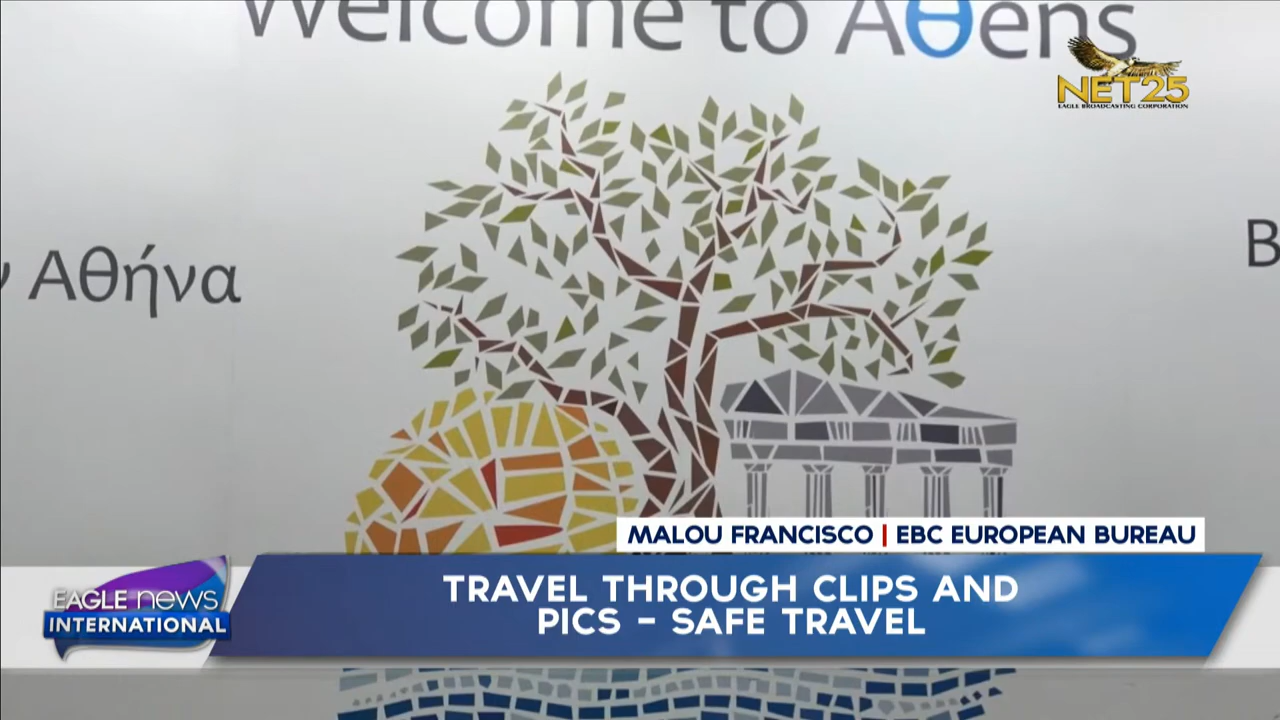 Welcome to Aθens
NET25
EAGLE BROADCASTING CORPORATION
Αθήνα
B
MALOU FRANCISCO | EBC EUROPEAN BUREAU
EAGLE news
INTERNATIONAL
TRAVEL THROUGH CLIPS AND
PICS – SAFE TRAVEL